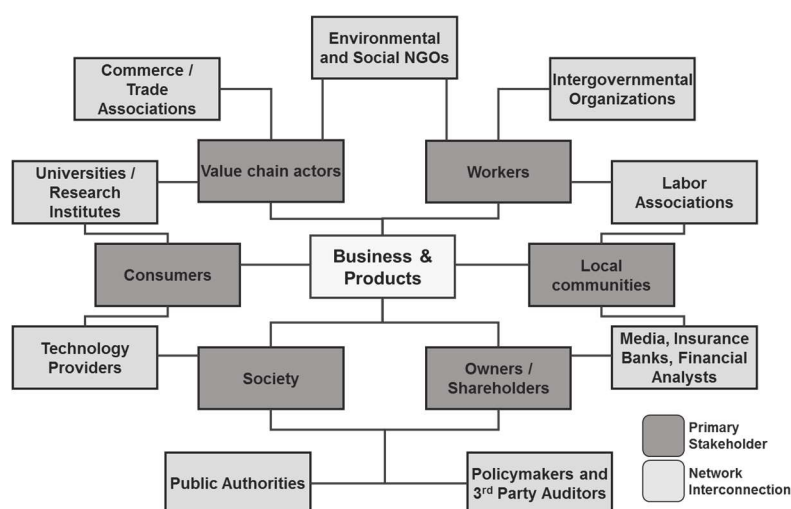 Environmental
and Social NGOs
Commerce /
Trade
Associations
Intergovernmental
Organizations
Value chain actors
Workers
Universities /
Research
Institutes
Labor
Associations
Business &
Products
Consumers
Local
communities
Technology
Providers
Society
Owners /
Shareholders
Media, Insurance
Banks, Financial
Analysts
Primary
Stakeholder
Network
Interconnection
Public Authorities
Policymakers and
3rd Party Auditors